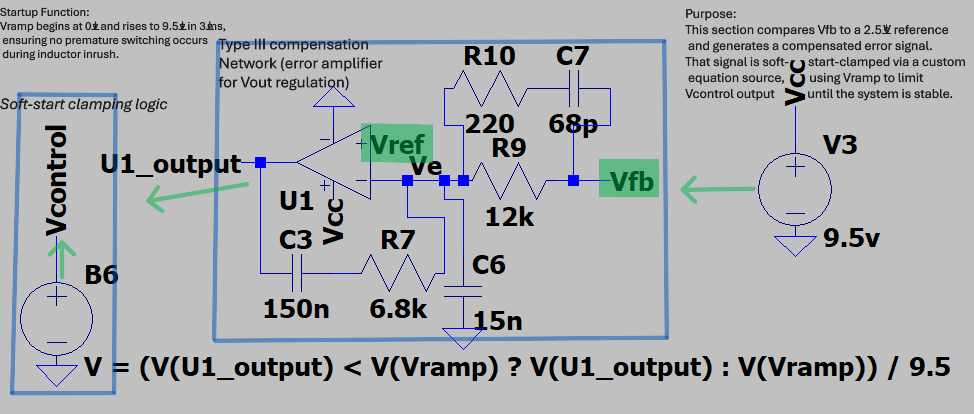 Startup Function:
Vramp begins at 0V and rises to 9.5V in 3ms,
ensuring no premature switching occurs
during inductor inrush.
Soft-start clamping logic
Type III compensation
Network (error amplifier
for Vout regulation)
Purpose:
This section compares Vfb to a 2.5V reference
and generates a compensated error signal.
That signal is soft-start-clamped via a custom
equation source, using Vramp to limit
Vcontrol output until the system is stable.
Vcc
V3
9.5v
R10
220
C7
68p
Vref
Ve
R9
12k
Vfb
U1_output
U1
Vcc
C3
150n
R7
6.8k
C6
15n
Vcontrol
B6
V = (V(U1_output) < V(Vramp) ? V(U1_output) : V(Vramp)) / 9.5